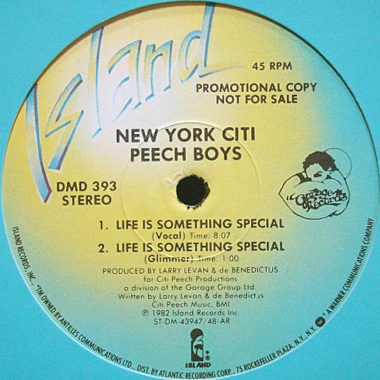 Island
45 RPM
PROMOTIONAL COPY
NOT FOR SALE
NEW YORK CITI
PEECH BOYS
DMD 393
STEREO
Garage Records
1. LIFE IS SOMETHING SPECIAL
(Vocal) Time: 8:07
2. LIFE IS SOMETHING SPECIAL
(Glimmer) Time: 1:00
PRODUCED BY LARRY LEVAN & de BENEDICTUS
for Citi Peech Productions
a division of the Garage Group Ltd.
Written by Larry Levan & de Benedictus
Citi Peech Music, BMI
℗ 1982 Island Records Inc.
ST-DM-43947/48-AR
ISLAND
ISLAND RECORDS, INC., "TM OWNED BY ANTILLES COMMUNICATIONS LTD. DIST. BY ATLANTIC RECORDING CORP., 75 ROCKEFELLER PLAZA, N.Y., N.Y. A WARNER COMMUNICATIONS COMPANY